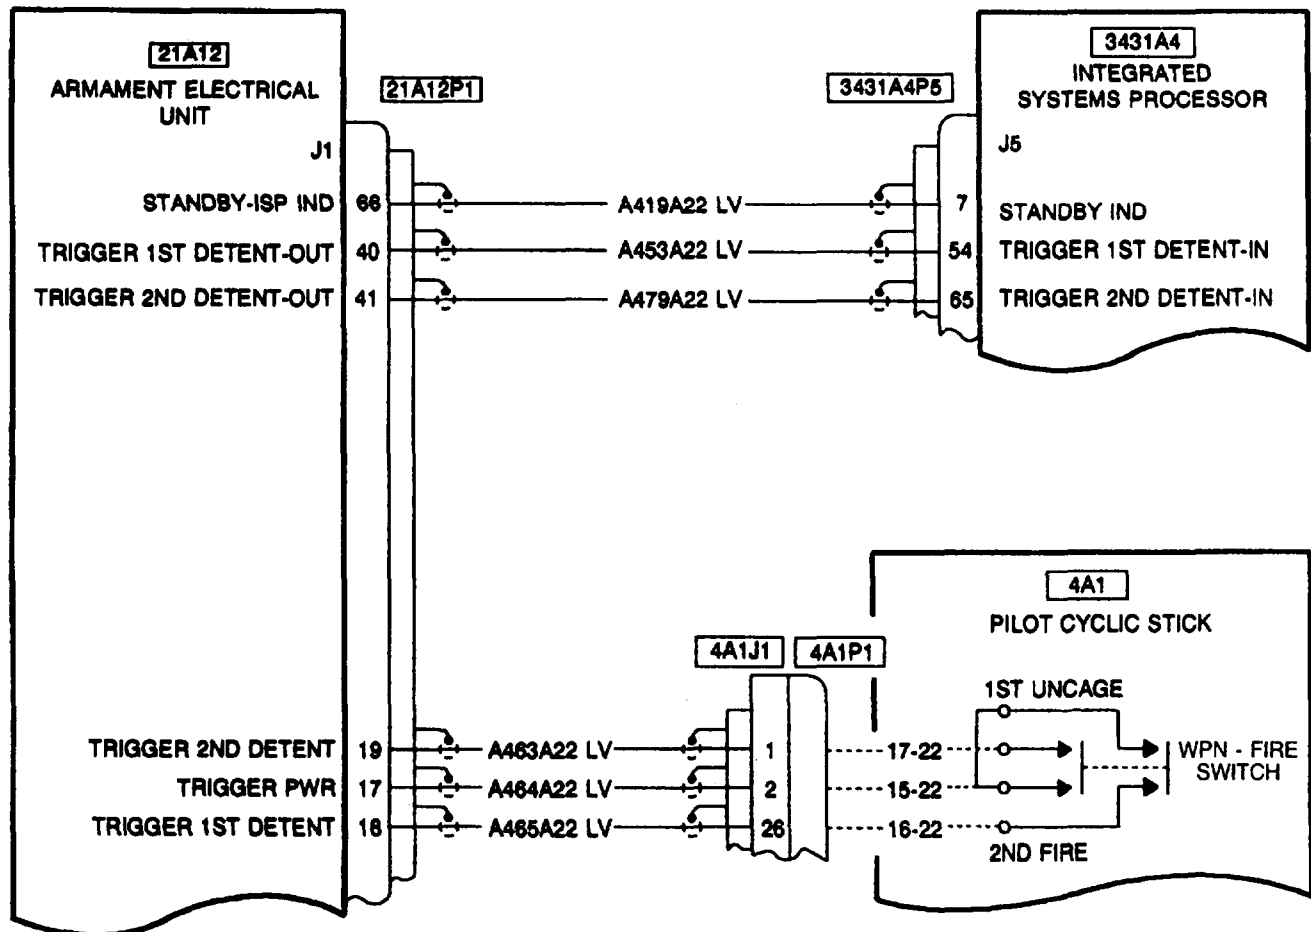 21A12
ARMAMENT ELECTRICAL
UNIT
21A12P1
J1
3431A4P5
3431A4
INTEGRATED
SYSTEMS PROCESSOR
J5
STANDBY-ISP IND 66 A419A22 LV 7 STANDBY IND
TRIGGER 1ST DETENT-OUT 40 A453A22 LV 54 TRIGGER 1ST DETENT-IN
TRIGGER 2ND DETENT-OUT 41 A479A22 LV 65 TRIGGER 2ND DETENT-IN
4A1
PILOT CYCLIC STICK
4A1J1 4A1P1
1ST UNCAGE
TRIGGER 2ND DETENT 19 A463A22 LV 1 17-22
TRIGGER PWR 17 A464A22 LV 2 15-22
TRIGGER 1ST DETENT 18 A465A22 LV 26 16-22
WPN - FIRE
SWITCH
2ND FIRE